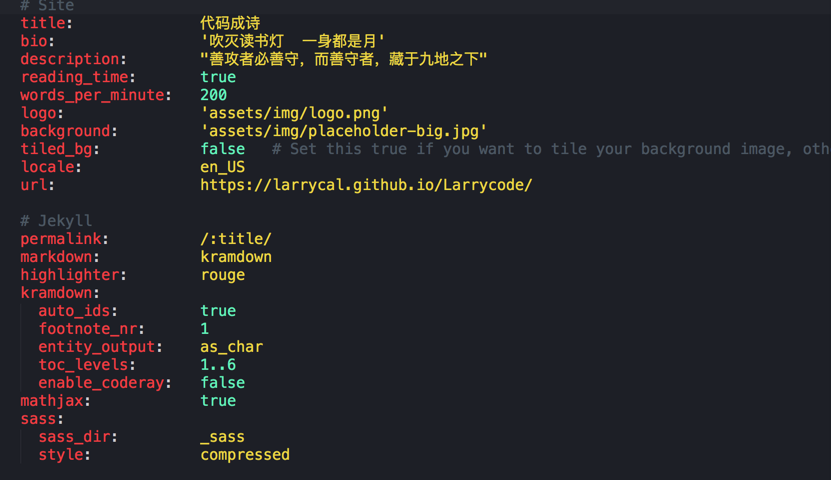 # Site
title: 代码成诗
bio: '吹灭读书灯  一身都是月'
description: "善攻者必善守，而善守者，藏于九地之下"
reading_time: true
words_per_minute: 200
logo: 'assets/img/logo.png'
background: 'assets/img/placeholder-big.jpg'
tiled_bg: false # Set this true if you want to tile your background image, oth
locale: en_US
url: https://larrycal.github.io/Larrycode/
# Jekyll
permalink: /:title/
markdown: kramdown
highlighter: rouge
kramdown:
auto_ids: true
footnote_nr: 1
entity_output: as_char
toc_levels: 1..6
enable_coderay: false
mathjax: true
sass:
sass_dir: _sass
style: compressed